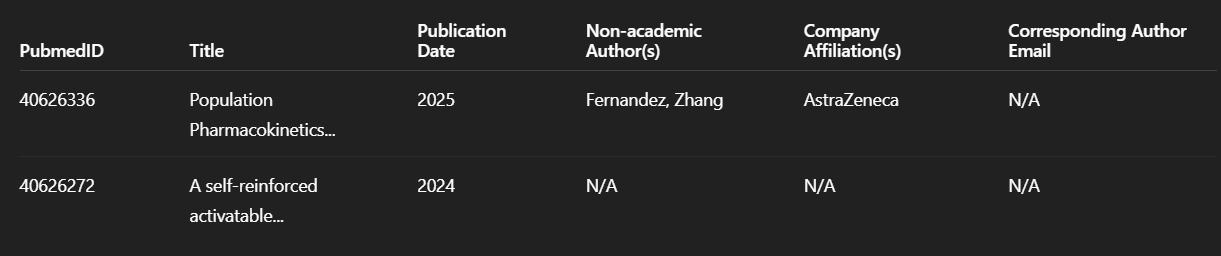 PubmedID Title Publication Date Non-academic Author(s) Company Affiliation(s) Corresponding Author Email
40626336 Population Pharmacokinetics... 2025 Fernandez, Zhang AstraZeneca N/A
40626272 A self-reinforced activatable... 2024 N/A N/A N/A